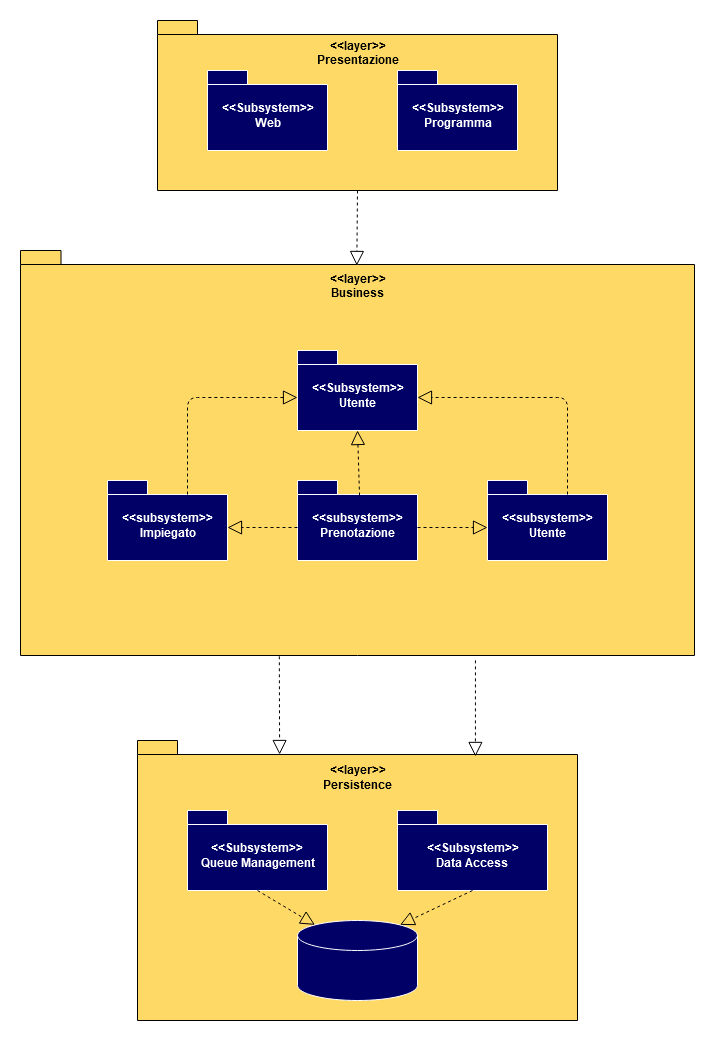 <<layer>>
Presentazione
<<Subsystem>>
Web
<<Subsystem>>
Programma
<<layer>>
Business
<<Subsystem>>
Utente
<<subsystem>>
Impiegato
<<subsystem>>
Prenotazione
<<subsystem>>
Utente
<<layer>>
Persistence
<<Subsystem>>
Queue Management
<<Subsystem>>
Data Access